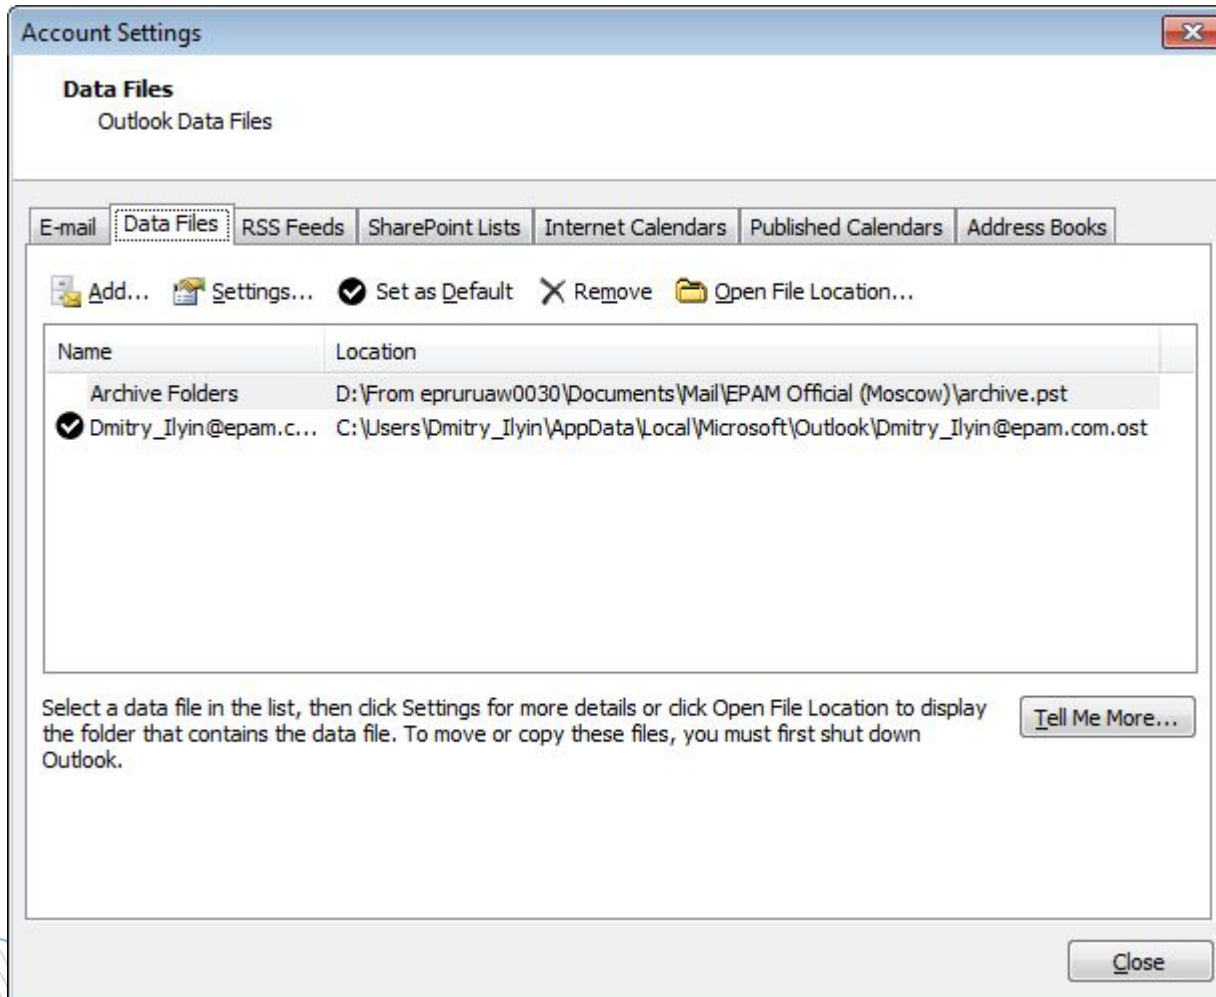 Account Settings
Data Files
Outlook Data Files
E-mail Data Files RSS Feeds SharePoint Lists Internet Calendars Published Calendars Address Books
Add... Settings... Set as Default Remove Open File Location...
Name Location
Archive Folders D:\From epruruaw0030\Documents\Mail\EPAM Official (Moscow)\archive.pst
Dmitry_Ilyin@epam.c... C:\Users\Dmitry_Ilyin\AppData\Local\Microsoft\Outlook\Dmitry_Ilyin@epam.com.ost
Select a data file in the list, then click Settings for more details or click Open File Location to display
the folder that contains the data file. To move or copy these files, you must first shut down
Outlook.
Tell Me More...
Close